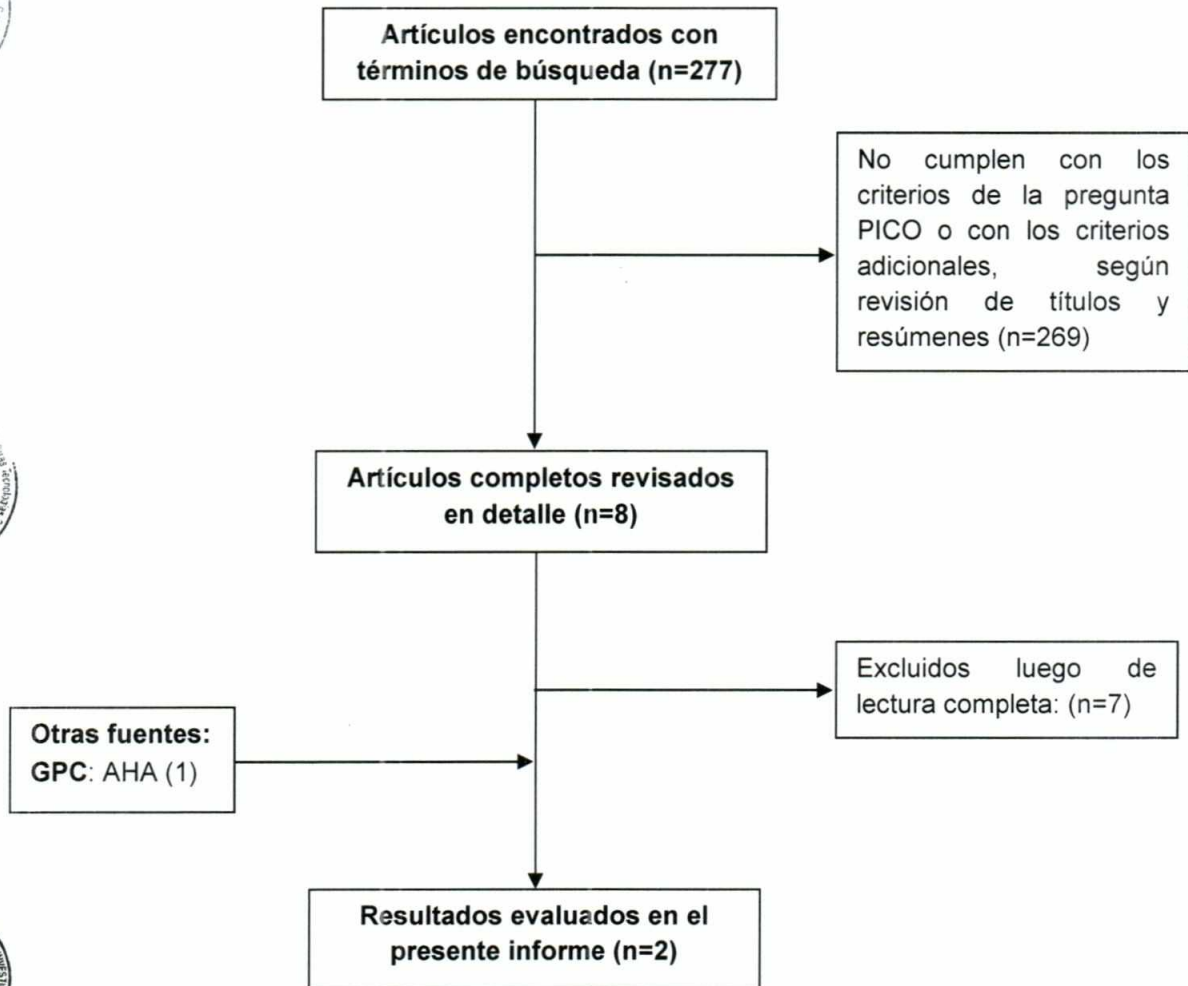 Artículos encontrados con
términos de búsqueda (n=277)
No cumplen con los
criterios de la pregunta
PICO o con los criterios
adicionales, según
revisión de títulos y
resúmenes (n=269)
Artículos completos revisados
en detalle (n=8)
Excluidos luego de
lectura completa: (n=7)
Otras fuentes:
GPC: AHA (1)
Resultados evaluados en el
presente informe (n=2)